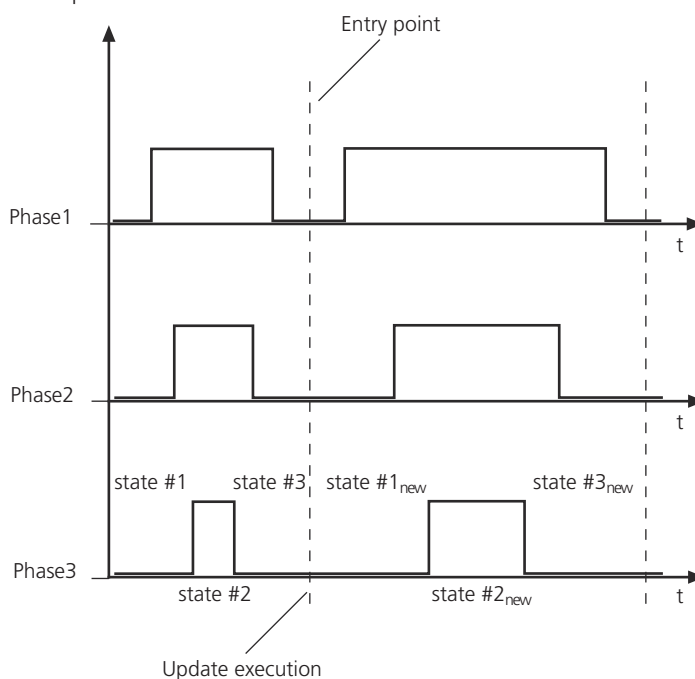 Entry point
Phase1
t
Phase2
t
state #1
state #3
state #1new
state #3new
Phase3
state #2
state #2new
t
Update execution